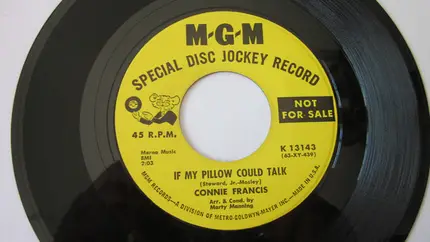 M-G-M
SPECIAL DISC JOCKEY RECORD
45 R.P.M.
NOT
FOR SALE
Merna Music
BMI
2:03
K 13143
(63-XY-439)
IF MY PILLOW COULD TALK
(Steward, Jr.-Mosley)
CONNIE FRANCIS
Arr. & Cond. by
Marty Manning
MGM RECORDS—A DIVISION OF METRO-GOLDWYN-MAYER INC.—MADE IN U.S.A.